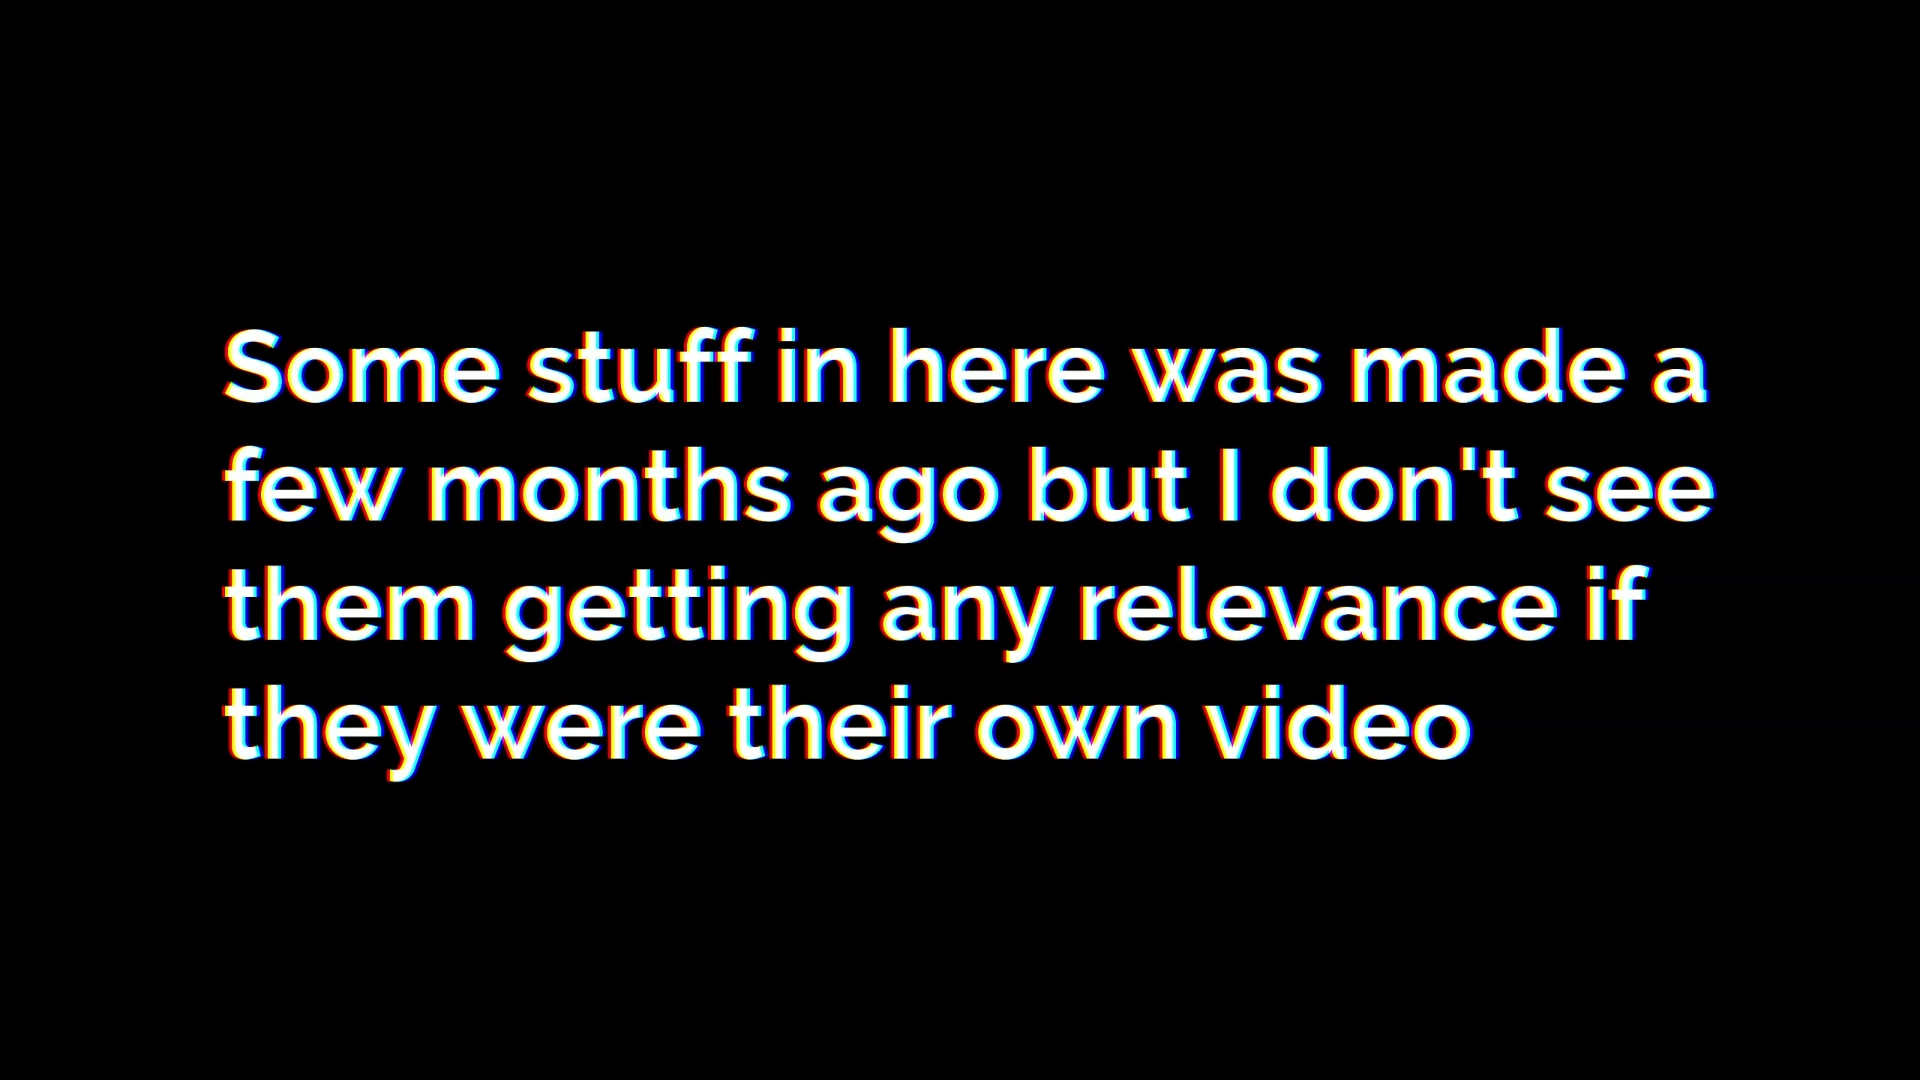 Some stuff in here was made a
few months ago but I don't see
them getting any relevance if
they were their own video